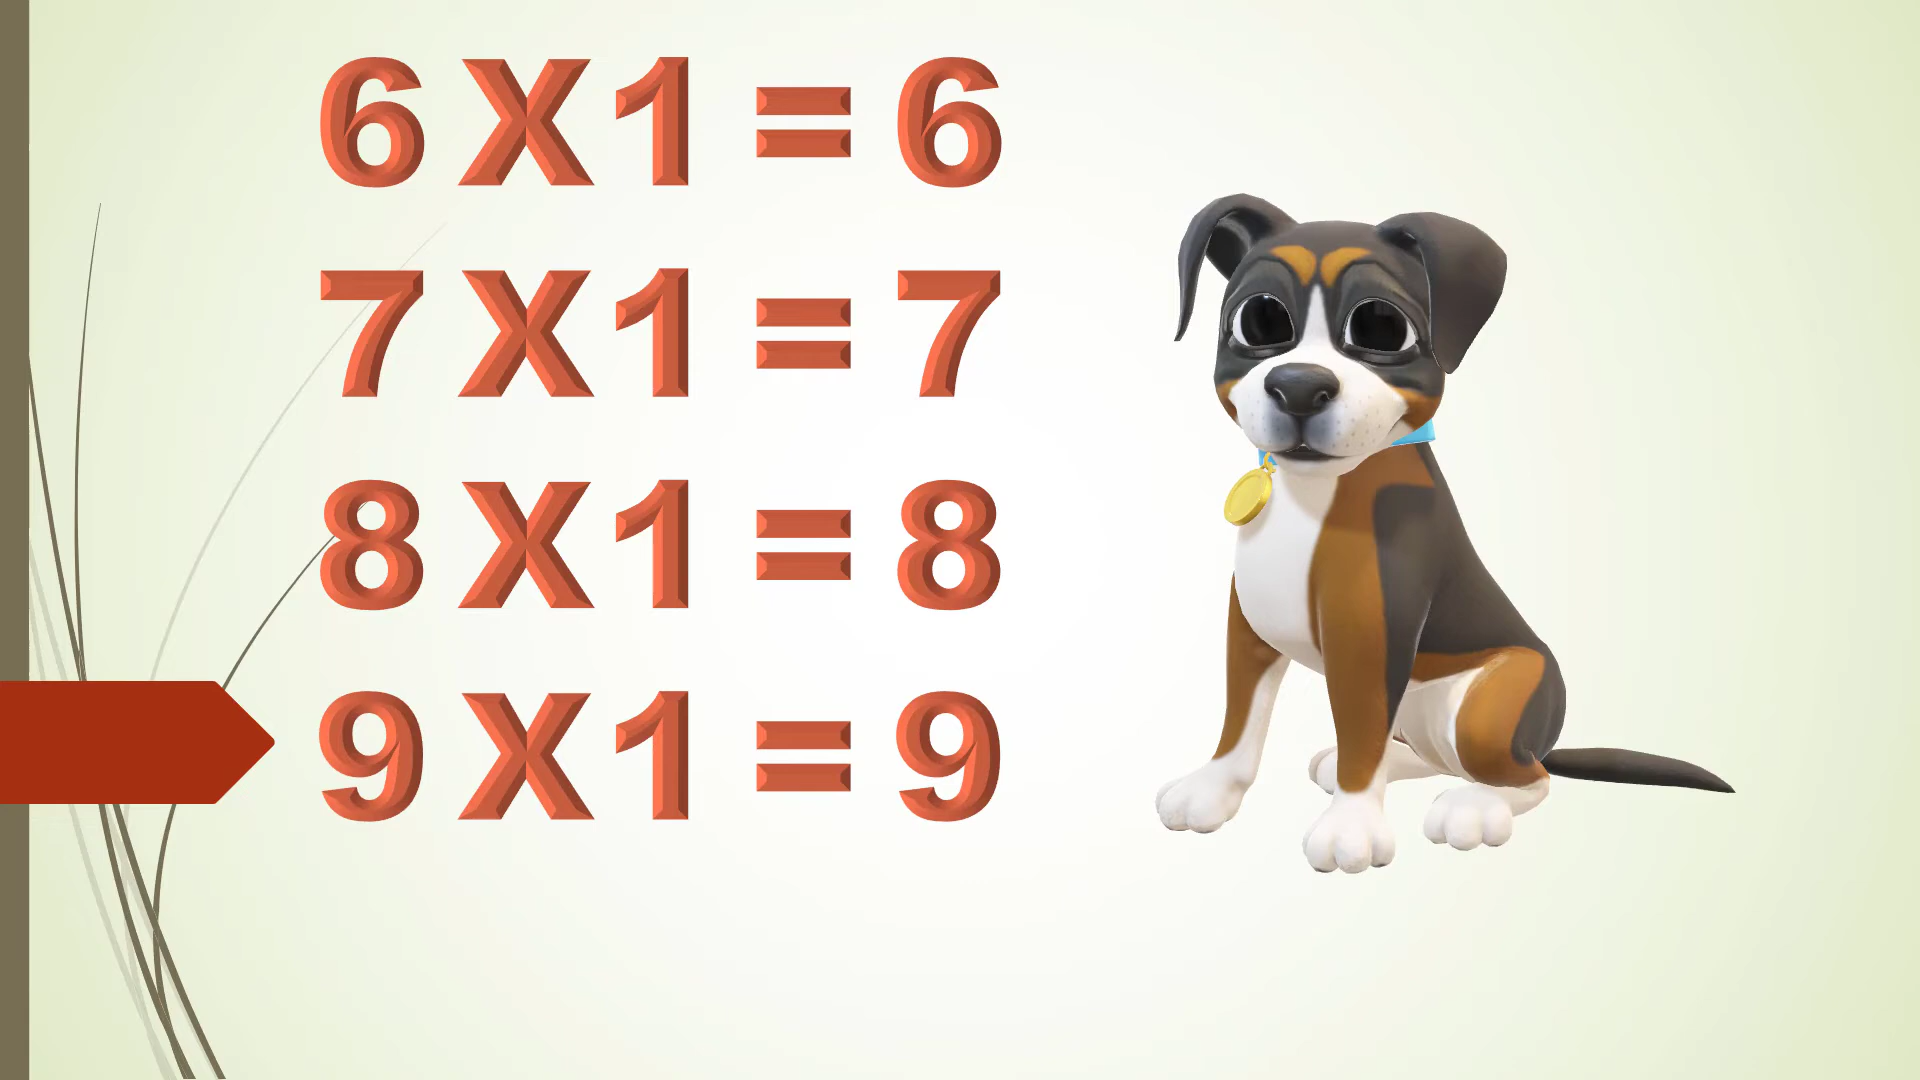 6 X 1 = 6
7 X 1 = 7
8 X 1 = 8
9 X 1 = 9